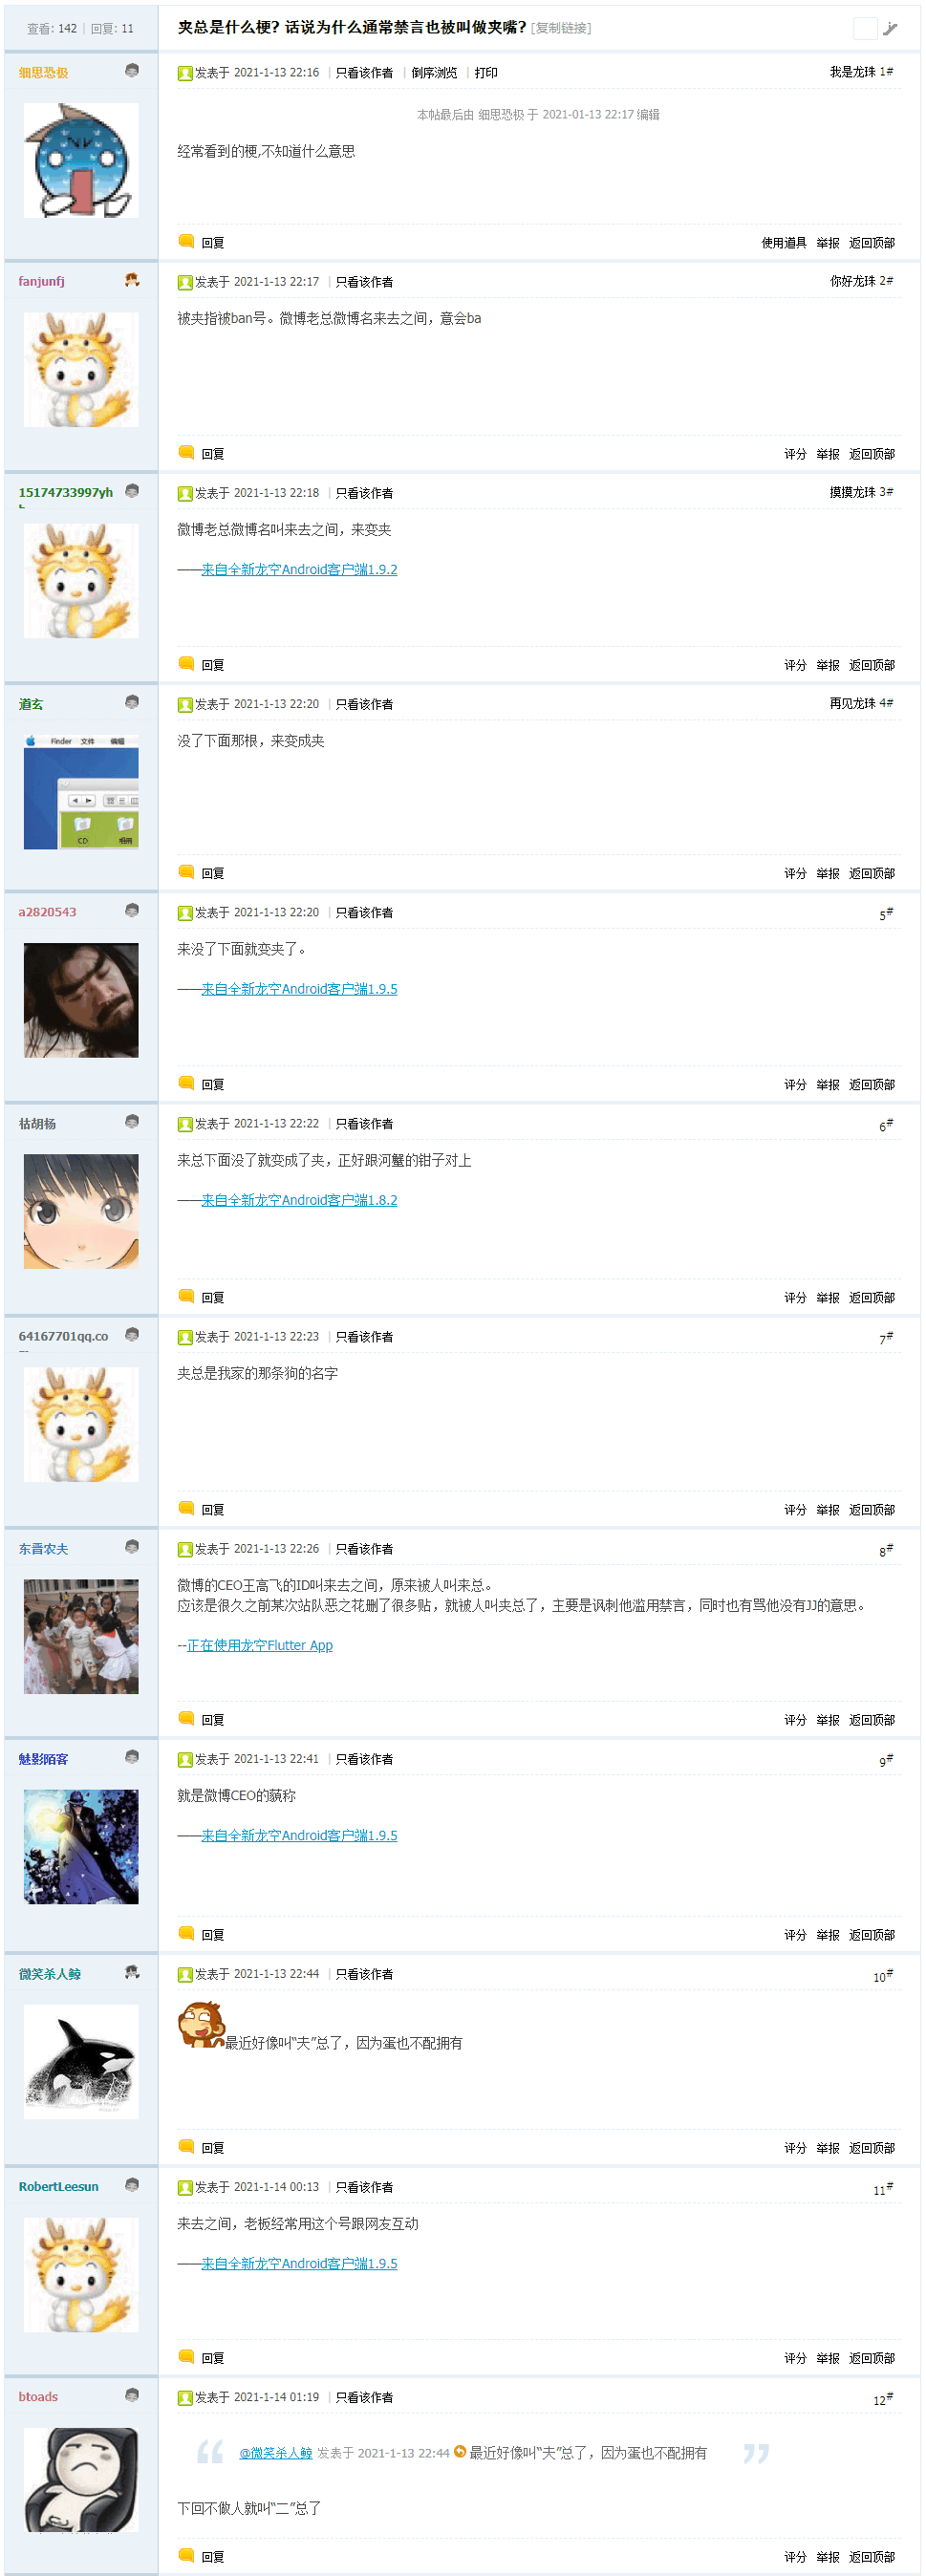 查看: 142 | 回复: 11
夹总是什么梗? 话说为什么通常禁言也被叫做夹嘴? [复制链接]
细思恐极
发表于 2021-1-13 22:16 | 只看该作者 | 倒序浏览 | 打印
我是龙珠 1#
本帖最后由 细思恐极 于 2021-01-13 22:17 编辑
经常看到的梗,不知道什么意思
回复
使用道具 举报 返回顶部
fanjunfj
发表于 2021-1-13 22:17 | 只看该作者
你好龙珠 2#
被夹指被ban号。微博老总微博名来去之间，意会ba
回复
评分 举报 返回顶部
15174733997yh
发表于 2021-1-13 22:18 | 只看该作者
摸摸龙珠 3#
微博老总微博名叫来去之间，来变夹
——来自全新龙空Android客户端1.9.2
回复
评分 举报 返回顶部
道玄
发表于 2021-1-13 22:20 | 只看该作者
再见龙珠 4#
Finder 文件 编辑
CD
没了下面那根，来变成夹
回复
评分 举报 返回顶部
a2820543
发表于 2021-1-13 22:20 | 只看该作者
5#
来没了下面就变夹了。
——来自全新龙空Android客户端1.9.5
回复
评分 举报 返回顶部
枯胡杨
发表于 2021-1-13 22:22 | 只看该作者
6#
来总下面没了就变成了夹，正好跟河蟹的钳子对上
——来自全新龙空Android客户端1.8.2
回复
评分 举报 返回顶部
64167701qq.co
发表于 2021-1-13 22:23 | 只看该作者
7#
夹总是我家的那条狗的名字
回复
评分 举报 返回顶部
东晋农夫
发表于 2021-1-13 22:26 | 只看该作者
8#
微博的CEO王高飞的ID叫来去之间，原来被人叫来总。
应该是很久之前某次站队恶之花删了很多贴，就被人叫夹总了，主要是讽刺他滥用禁言，同时也有骂他没有JJ的意思。
--正在使用龙空Flutter App
回复
评分 举报 返回顶部
魅影陌客
发表于 2021-1-13 22:41 | 只看该作者
9#
就是微博CEO的藐称
——来自全新龙空Android客户端1.9.5
回复
评分 举报 返回顶部
微笑杀人鲸
发表于 2021-1-13 22:44 | 只看该作者
10#
最近好像叫“夫”总了，因为蛋也不配拥有
回复
评分 举报 返回顶部
RobertLeesun
发表于 2021-1-14 00:13 | 只看该作者
11#
来去之间，老板经常用这个号跟网友互动
——来自全新龙空Android客户端1.9.5
回复
评分 举报 返回顶部
btoads
发表于 2021-1-14 01:19 | 只看该作者
12#
“ @微笑杀人鲸 发表于 2021-1-13 22:44 最近好像叫“夫”总了，因为蛋也不配拥有 ”
下回不做人就叫“二”总了
回复
评分 举报 返回顶部